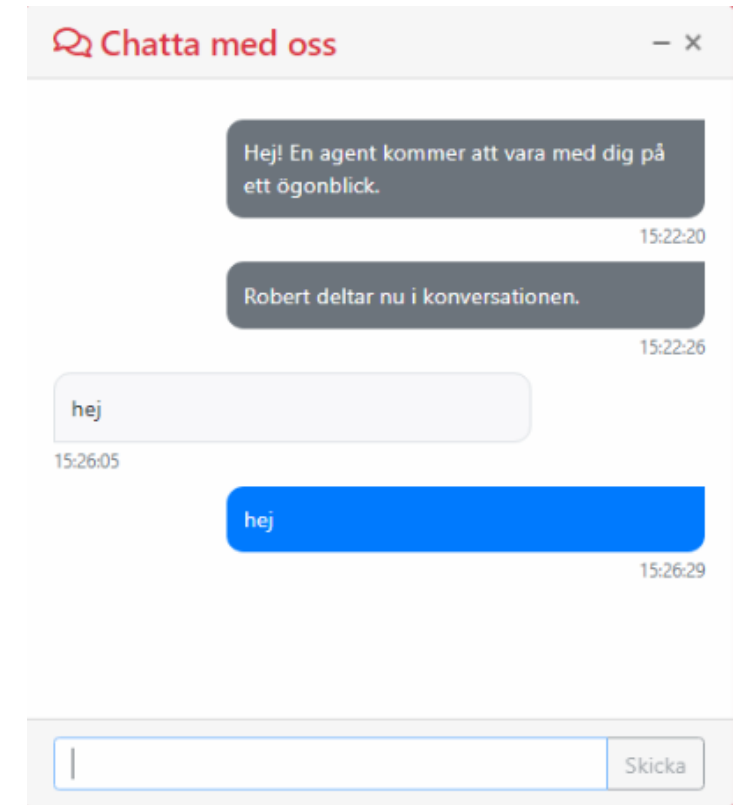 Chatta med oss
Hej! En agent kommer att vara med dig på
ett ögonblick.
15:22:20
Robert deltar nu i konversationen.
15:22:26
hej
15:26:05
hej
15:26:29
Skicka